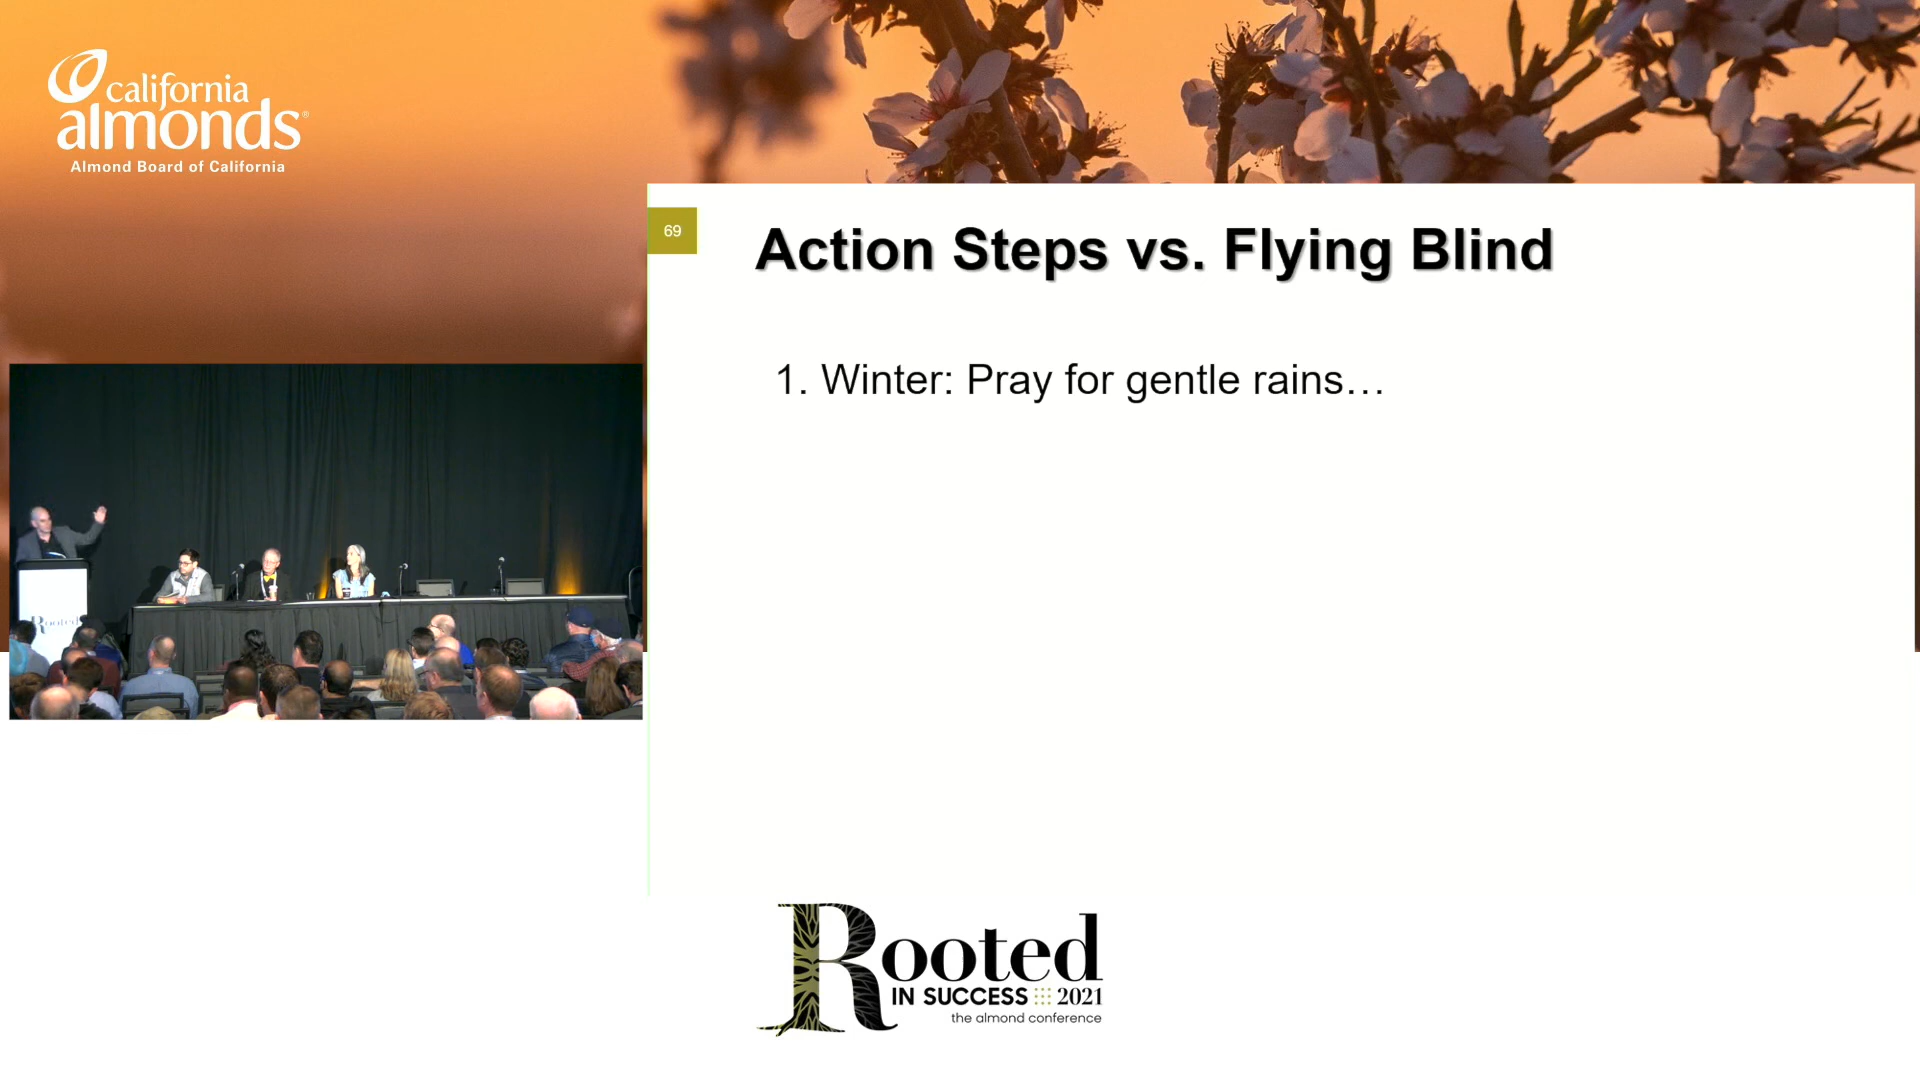 california
almonds®
Almond Board of California
69
Action Steps vs. Flying Blind
1. Winter: Pray for gentle rains…
Rooted
Rooted
IN SUCCESS 2021
the almond conference